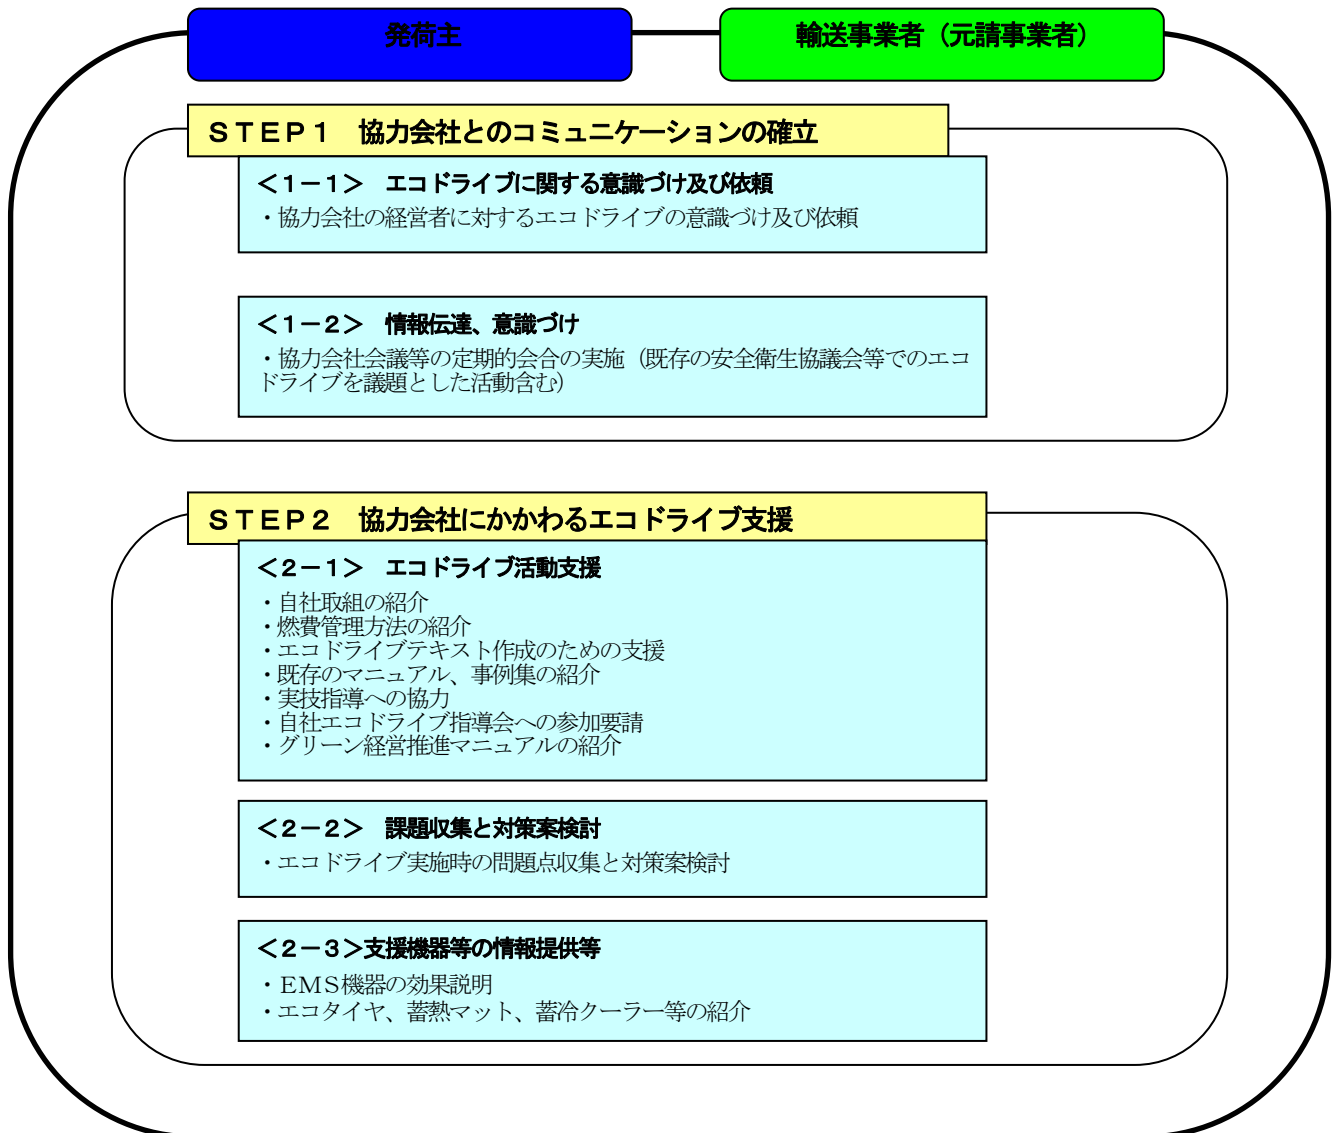 発荷主
輸送事業者（元請事業者）
ＳＴＥＰ１　協力会社とのコミュニケーションの確立
＜１－１＞　エコドライブに関する意識づけ及び依頼
・協力会社の経営者に対するエコドライブの意識づけ及び依頼
＜１－２＞　情報伝達、意識づけ
・協力会社会議等の定期的会合の実施（既存の安全衛生協議会等でのエコ
ドライブを議題とした活動含む）
ＳＴＥＰ２　協力会社にかかわるエコドライブ支援
＜２－１＞　エコドライブ活動支援
・自社取組の紹介
・燃費管理方法の紹介
・エコドライブテキスト作成のための支援
・既存のマニュアル、事例集の紹介
・実技指導への協力
・自社エコドライブ指導会への参加要請
・グリーン経営推進マニュアルの紹介
＜２－２＞　課題収集と対策案検討
・エコドライブ実施時の問題点収集と対策案検討
＜２－３＞支援機器等の情報提供等
・ＥＭＳ機器の効果説明
・エコタイヤ、蓄熱マット、蓄冷クーラー等の紹介